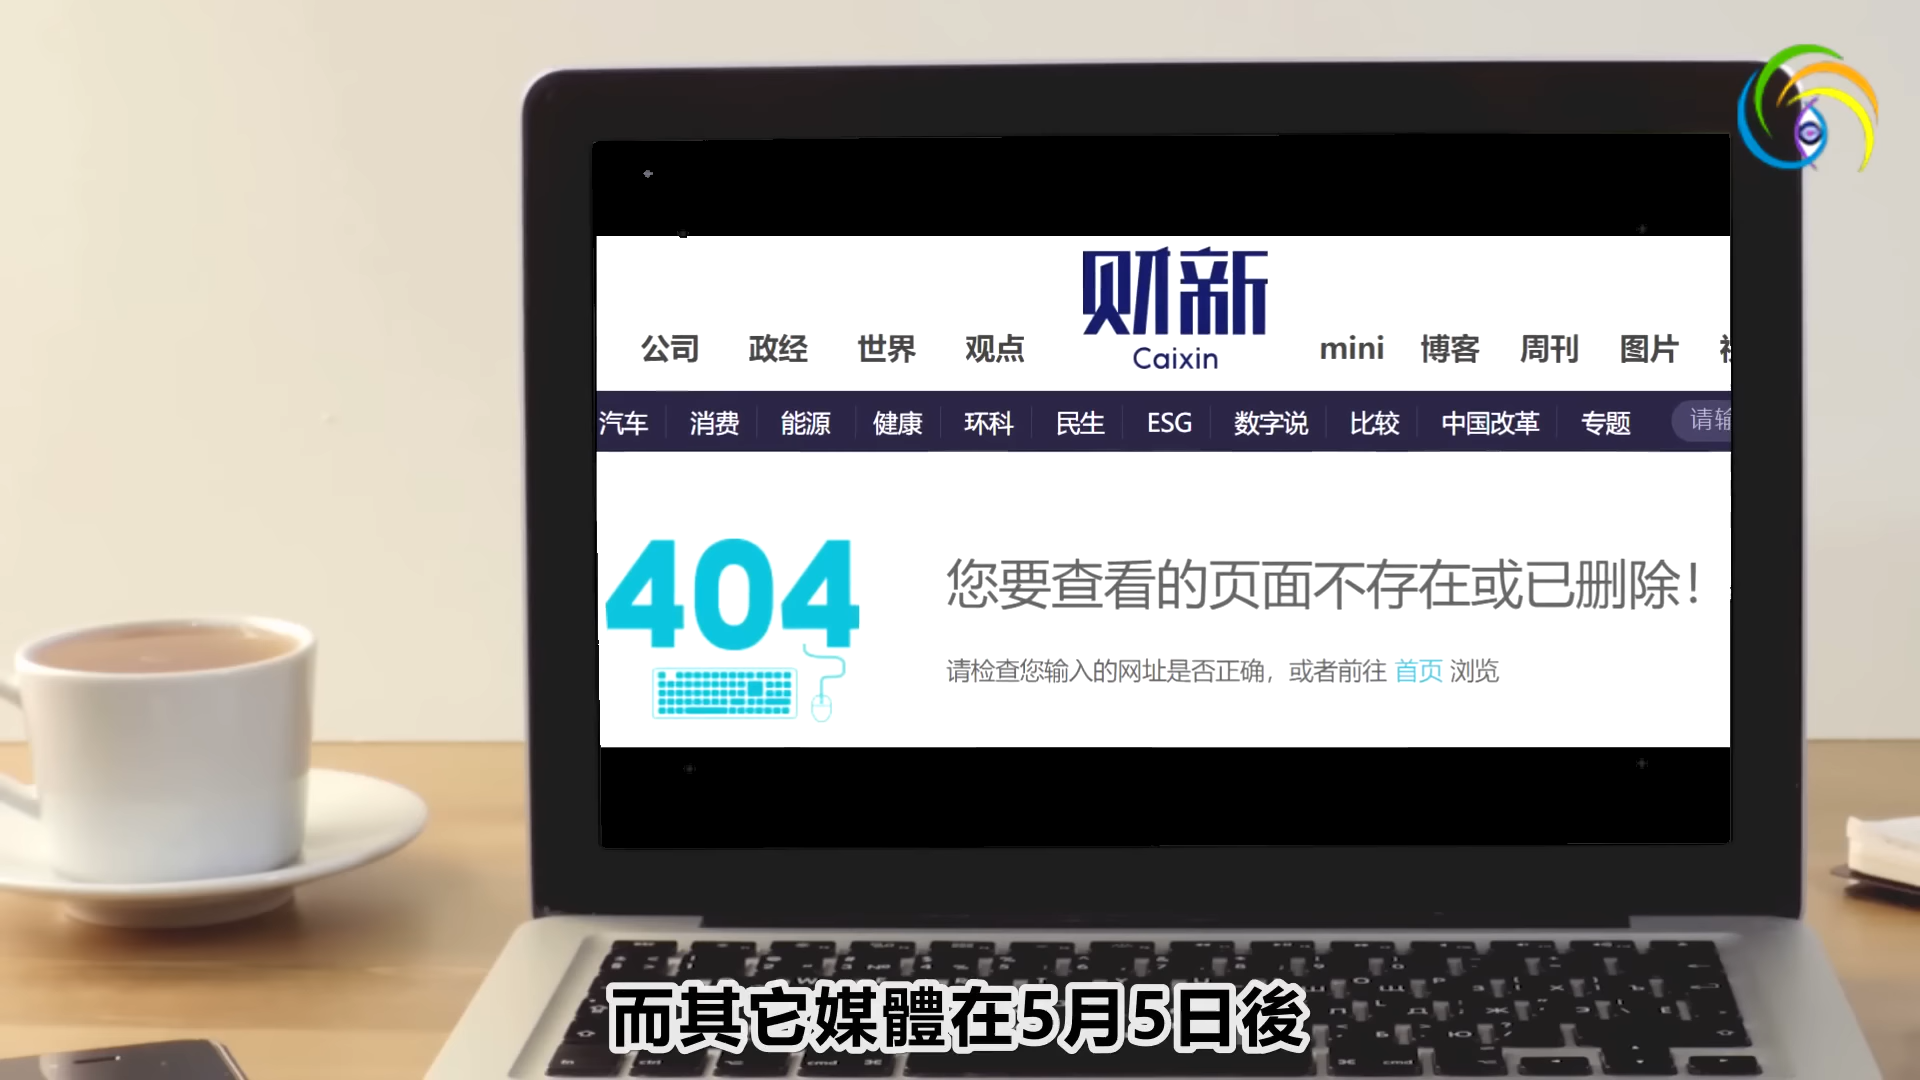 财新
Caixin
公司 政经 世界 观点 mini 博客 周刊 图片
汽车 消费 能源 健康 环科 民生 ESG 数字说 比较 中国改革 专题 请输
404
您要查看的页面不存在或已删除！
请检查您输入的网址是否正确，或者前往 首页 浏览
而其它媒體在5月5日後